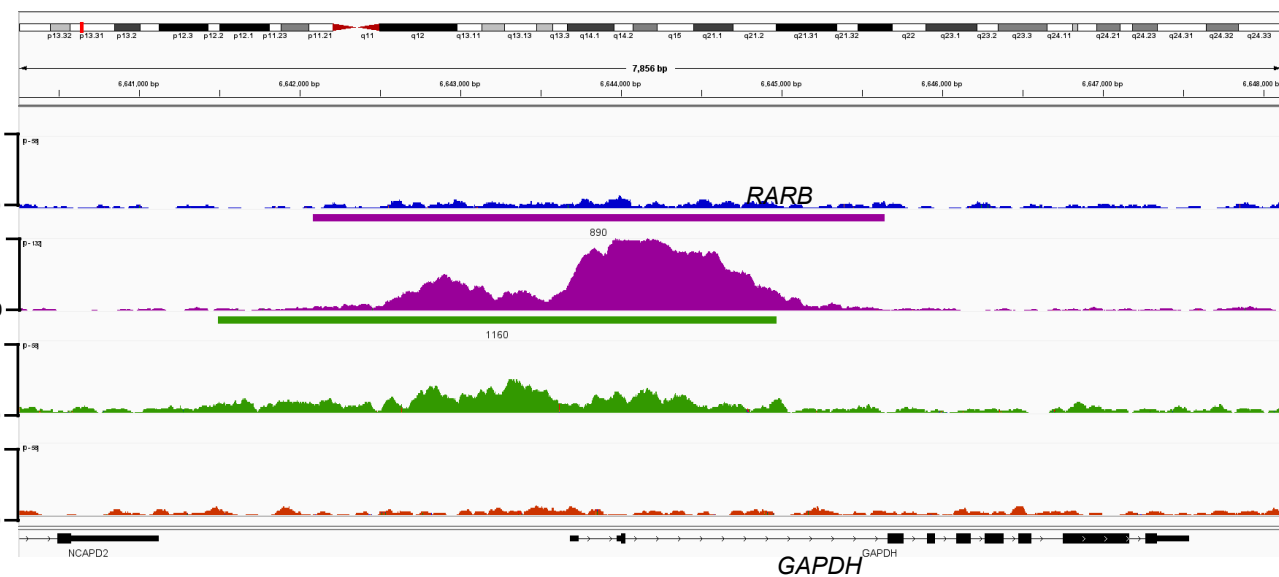 p13.32 p13.31 p13.2 p12.3 p12.2 p12.1 p11.23 p11.21 q11 q12 q13.11 q13.13 q13.3 q14.1 q14.2 q15 q21.1 q21.2 q21.31 q21.32 q22 q23.1 q23.2 q23.3 q24.11 q24.21 q24.23 q24.31 q24.32 q24.33
7,856 bp
6,641,000 bp 6,642,000 bp 6,643,000 bp 6,644,000 bp 6,645,000 bp 6,646,000 bp 6,647,000 bp 6,648,000 bp
RARB
890
1160
NCAPD2 GAPDH
GAPDH